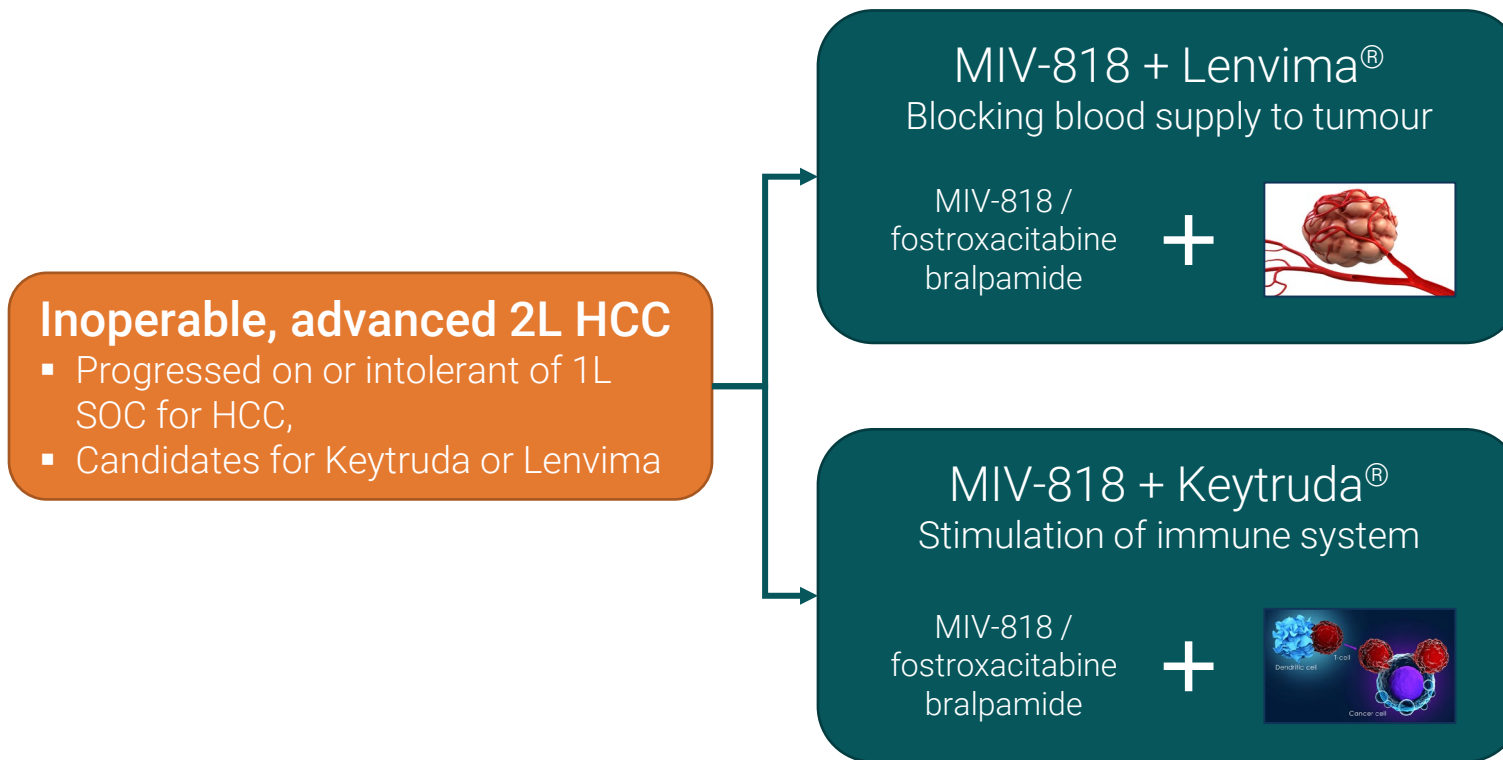 Inoperable, advanced 2L HCC
▪ Progressed on or intolerant of 1L
SOC for HCC,
▪ Candidates for Keytruda or Lenvima
MIV-818 + Lenvima®
Blocking blood supply to tumour
MIV-818 /
fostroxacitabine
bralpamide
+
MIV-818 + Keytruda®
Stimulation of immune system
MIV-818 /
fostroxacitabine
bralpamide
+
Dendritic cell
T-cell
Cancer cell